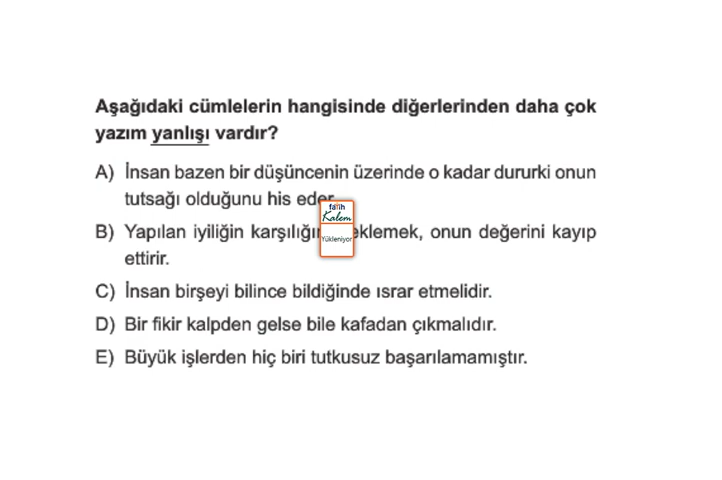 Aşağıdaki cümlelerin hangisinde diğerlerinden daha çok
yazım yanlışı vardır?
A) İnsan bazen bir düşüncenin üzerinde o kadar dururki onun
tutsağı olduğunu his eder.
fatih
Kalem
B) Yapılan iyiliğin eklemek, onun değerini kayıp
Yükleniyor
ettirir.
C) İnsan birşeyi bilince bildiğinde ısrar etmelidir.
D) Bir fikir kalpden gelse bile kafadan çıkmalıdır.
E) Büyük işlerden hiç biri tutkusuz başarılamamıştır.